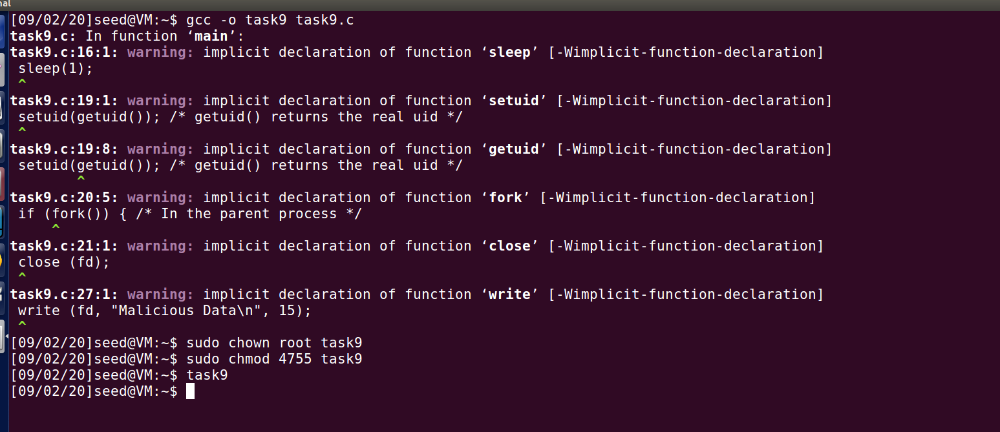 nal
[09/02/20]seed@VM:~$ gcc -o task9 task9.c
task9.c: In function ‘main’:
task9.c:16:1: warning: implicit declaration of function ‘sleep’ [-Wimplicit-function-declaration]
 sleep(1);
 ^
task9.c:19:1: warning: implicit declaration of function ‘setuid’ [-Wimplicit-function-declaration]
 setuid(getuid()); /* getuid() returns the real uid */
 ^
task9.c:19:8: warning: implicit declaration of function ‘getuid’ [-Wimplicit-function-declaration]
 setuid(getuid()); /* getuid() returns the real uid */
        ^
task9.c:20:5: warning: implicit declaration of function ‘fork’ [-Wimplicit-function-declaration]
 if (fork()) { /* In the parent process */
     ^
task9.c:21:1: warning: implicit declaration of function ‘close’ [-Wimplicit-function-declaration]
 close (fd);
 ^
task9.c:27:1: warning: implicit declaration of function ‘write’ [-Wimplicit-function-declaration]
 write (fd, "Malicious Data\n", 15);
 ^
[09/02/20]seed@VM:~$ sudo chown root task9
[09/02/20]seed@VM:~$ sudo chmod 4755 task9
[09/02/20]seed@VM:~$ task9
[09/02/20]seed@VM:~$